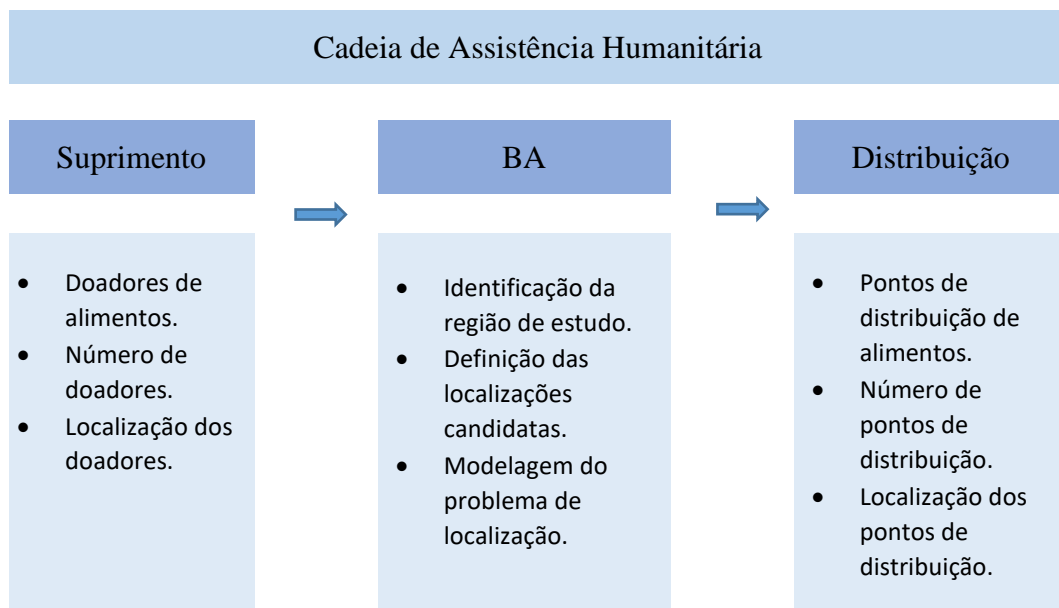 Cadeia de Assistência Humanitária
Suprimento
• Doadores de
alimentos.
• Número de
doadores.
• Localização dos
doadores.
BA
• Identificação da
região de estudo.
• Definição das
localizações
candidatas.
• Modelagem do
problema de
localização.
Distribuição
• Pontos de
distribuição de
alimentos.
• Número de
pontos de
distribuição.
• Localização dos
pontos de
distribuição.